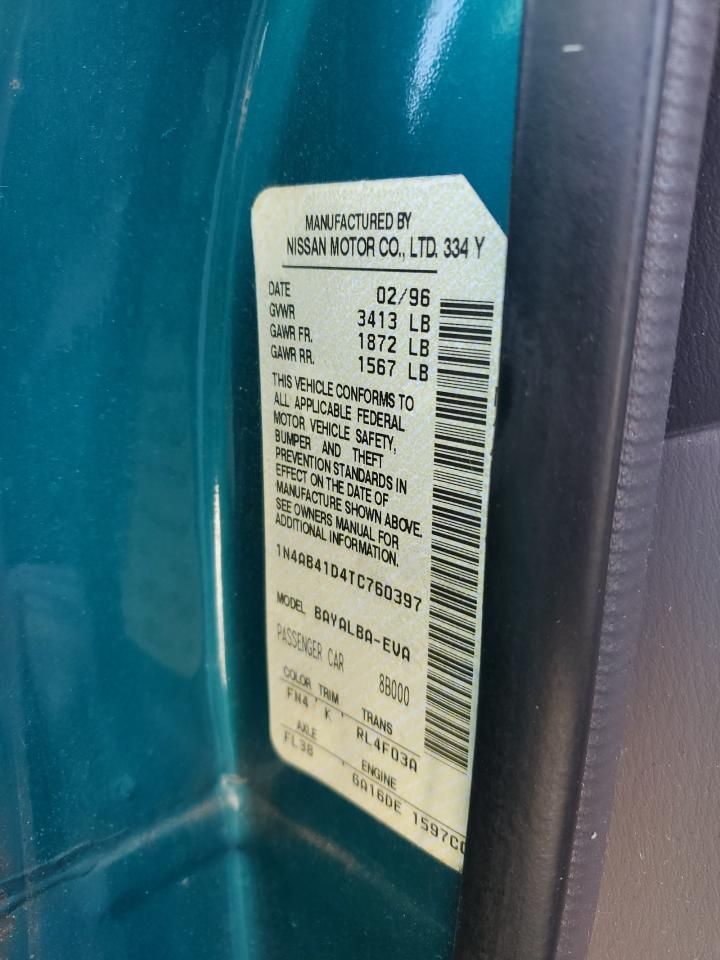 MANUFACTURED BY
NISSAN MOTOR CO., LTD. 334 Y
DATE 02/96
GVWR 3413 LB
GAWR FR. 1872 LB
GAWR RR. 1567 LB
THIS VEHICLE CONFORMS TO
ALL APPLICABLE FEDERAL
MOTOR VEHICLE SAFETY,
BUMPER AND THEFT
PREVENTION STANDARDS IN
EFFECT ON THE DATE OF
MANUFACTURE SHOWN ABOVE.
SEE OWNERS MANUAL FOR
ADDITIONAL INFORMATION.
1N4AB41D4TC760397
MODEL BAYALBA-EVA
PASSENGER CAR 8B000
COLOR TRIM TRANS
FN4 K RL4F03A
AXLE ENGINE
FL38 GA16DE 1597CC